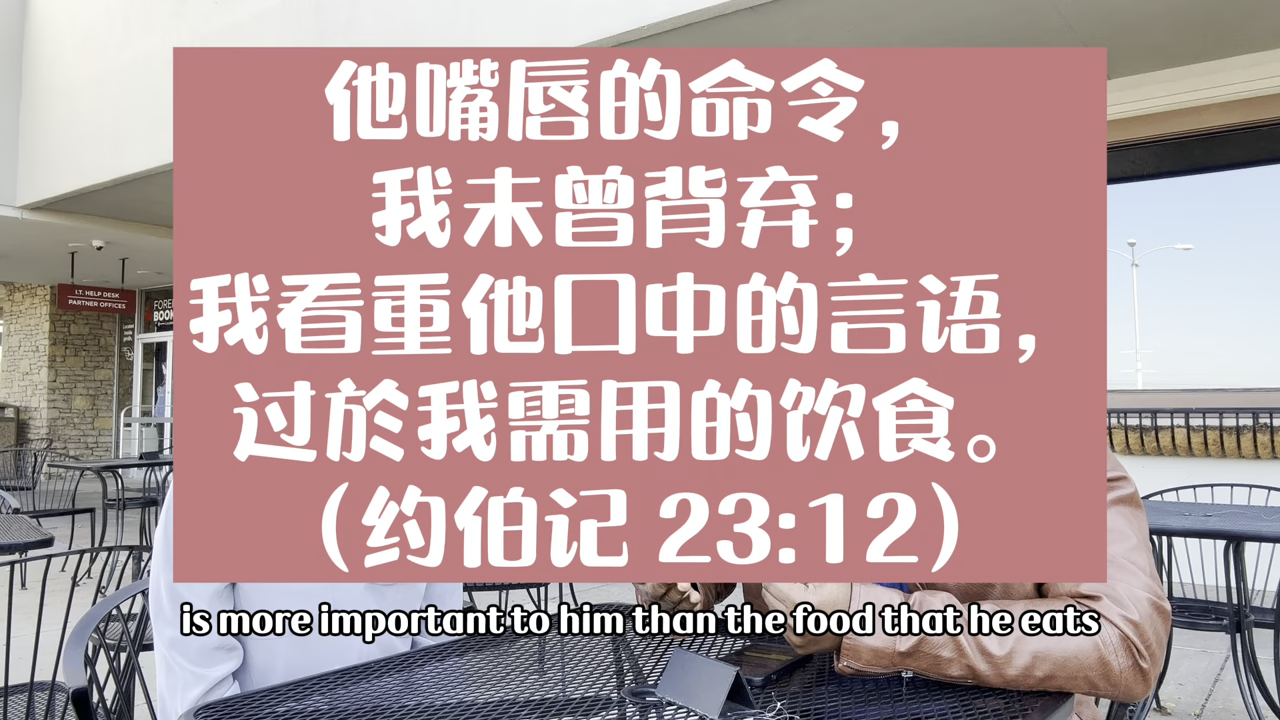 他嘴唇的命令，
我未曾背弃；
我看重他口中的言语，
过於我需用的饮食。
（约伯记 23:12）
I.T. HELP DESK
PARTNER OFFICES
is more important to him than the food that he eats